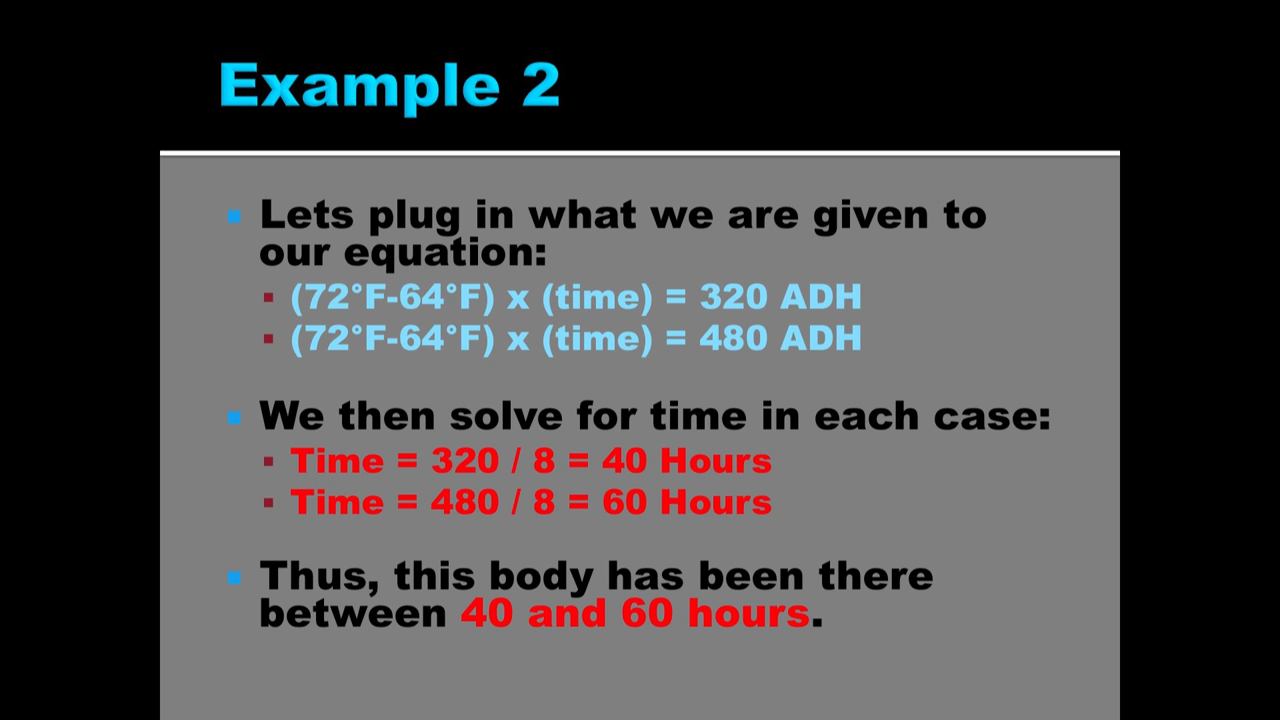 Example 2
Lets plug in what we are given to
our equation:
(72°F-64°F) x (time) = 320 ADH
(72°F-64°F) x (time) = 480 ADH
We then solve for time in each case:
Time = 320 / 8 = 40 Hours
Time = 480 / 8 = 60 Hours
Thus, this body has been there
between 40 and 60 hours.